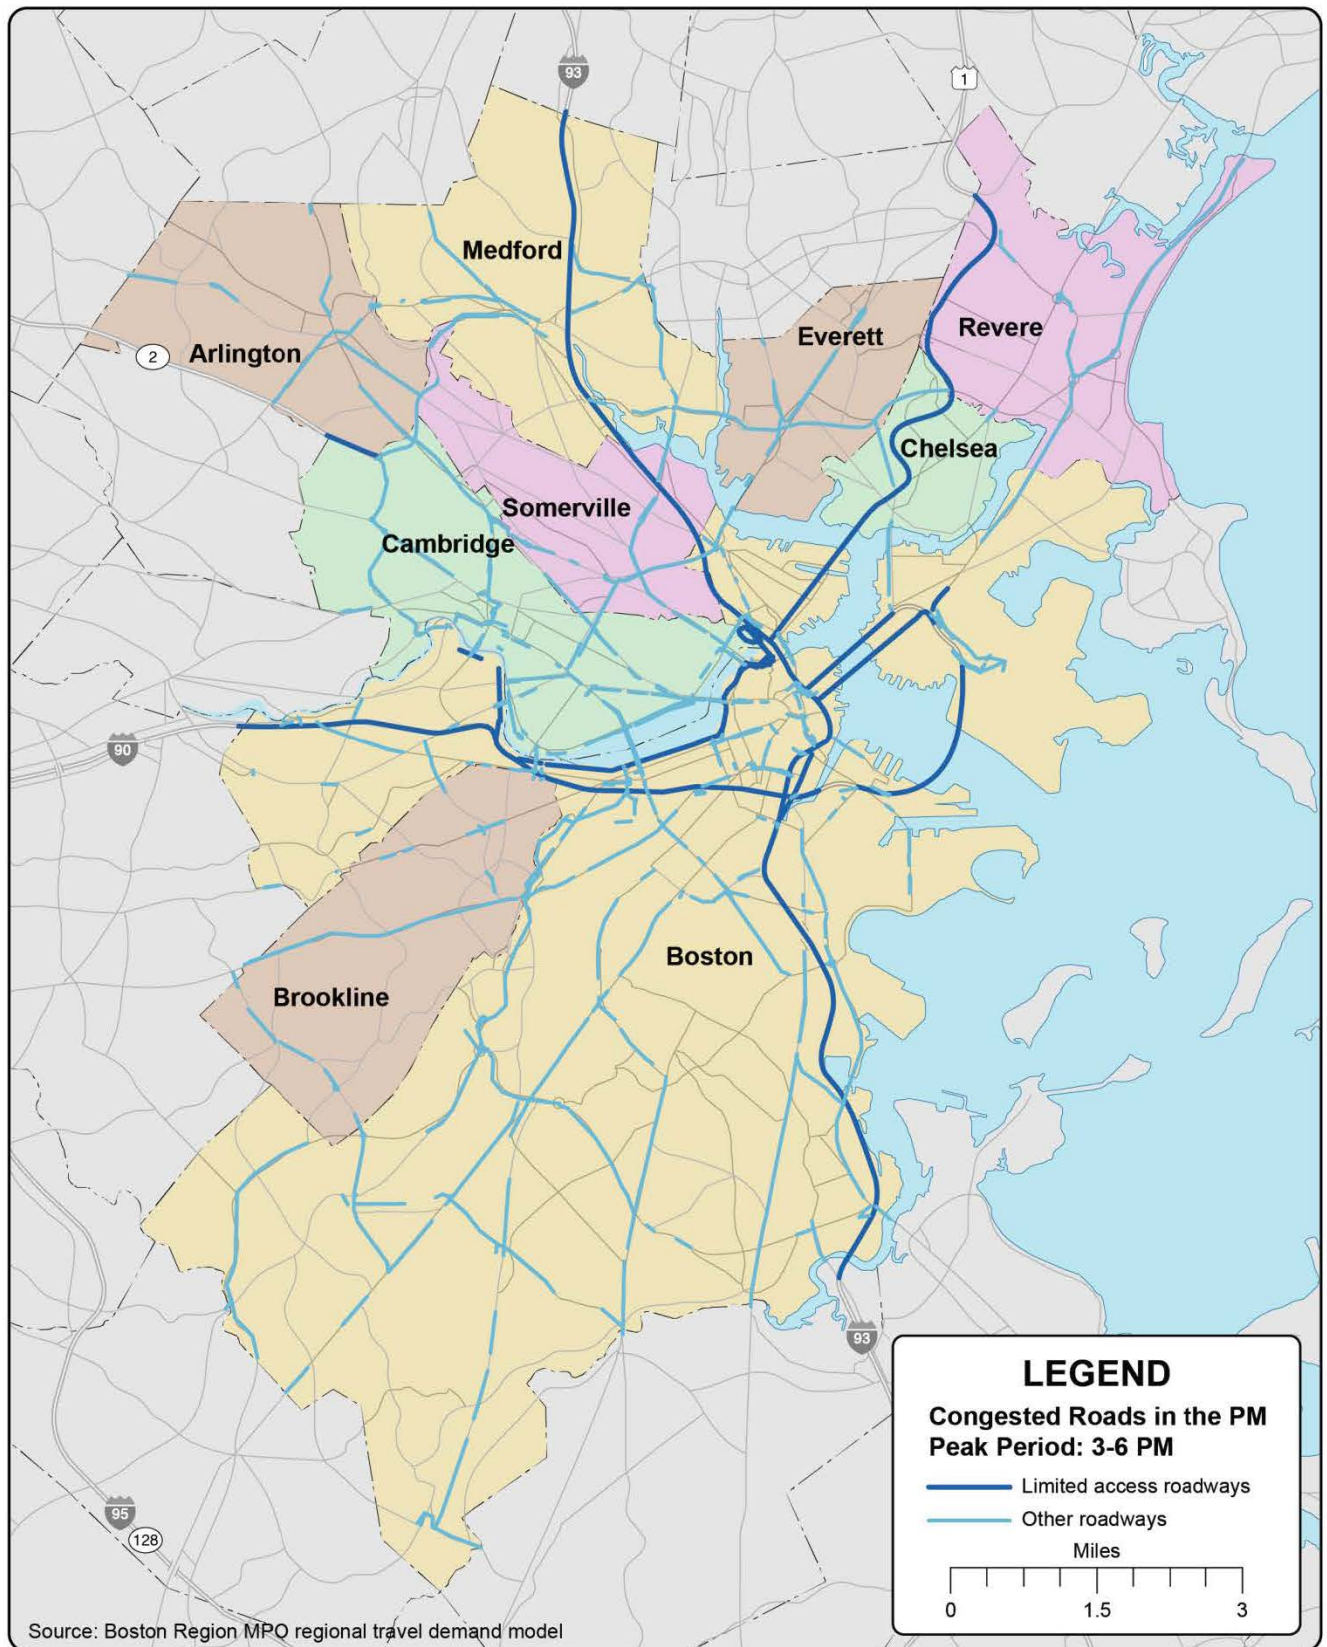 93
1
Medford
Everett
Revere
2
Arlington
Chelsea
Somerville
Cambridge
90
Boston
Brookline
93
LEGEND
Congested Roads in the PM
Peak Period: 3-6 PM
Limited access roadways
Other roadways
Miles
0 1.5 3
95
128
Source: Boston Region MPO regional travel demand model